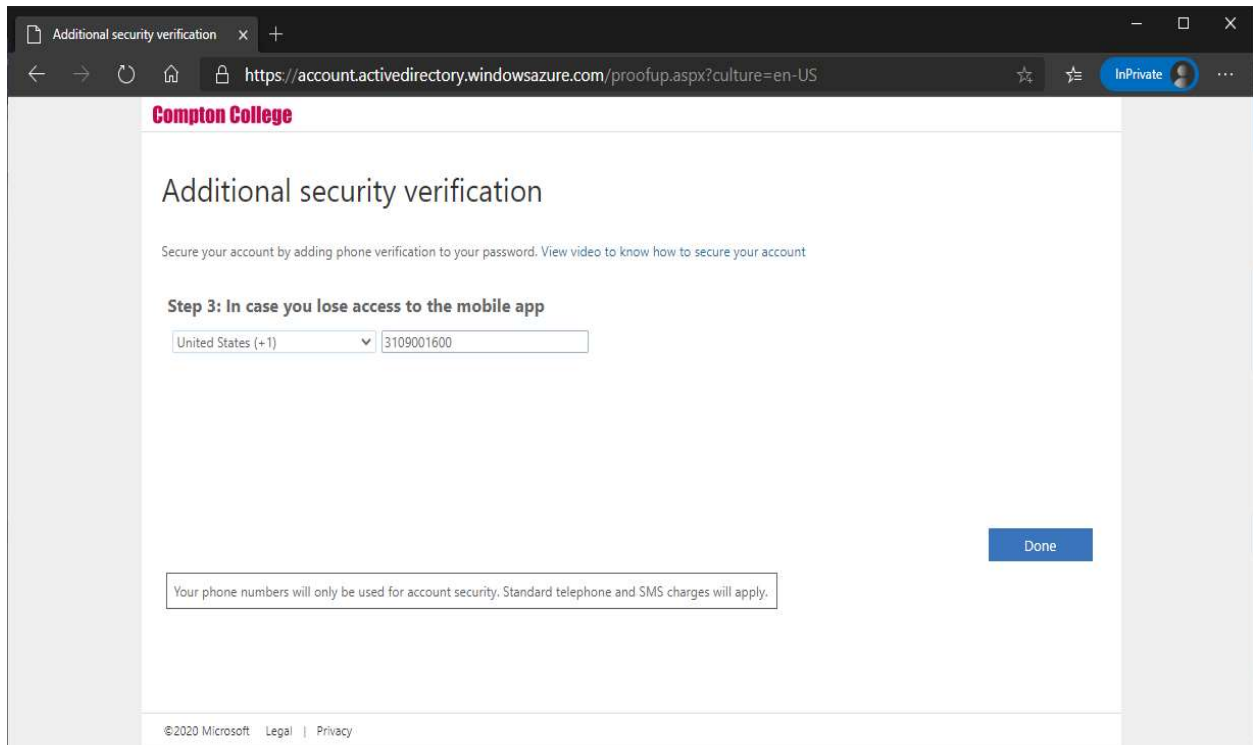 Additional security verification
https://account.activedirectory.windowsazure.com/proofup.aspx?culture=en-US
InPrivate
Compton College
Additional security verification
Secure your account by adding phone verification to your password. View video to know how to secure your account
Step 3: In case you lose access to the mobile app
United States (+1) 3109001600
Done
Your phone numbers will only be used for account security. Standard telephone and SMS charges will apply.
©2020 Microsoft Legal | Privacy